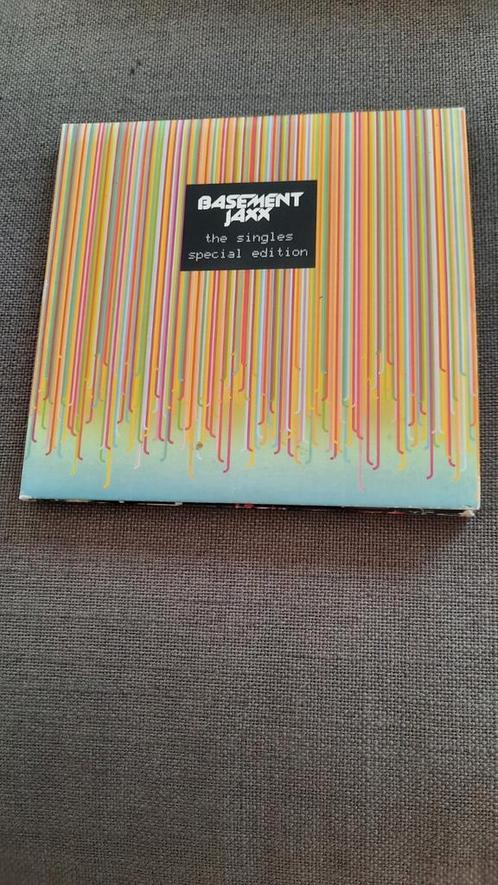 BASEMENT
JAXX
the singles
special edition